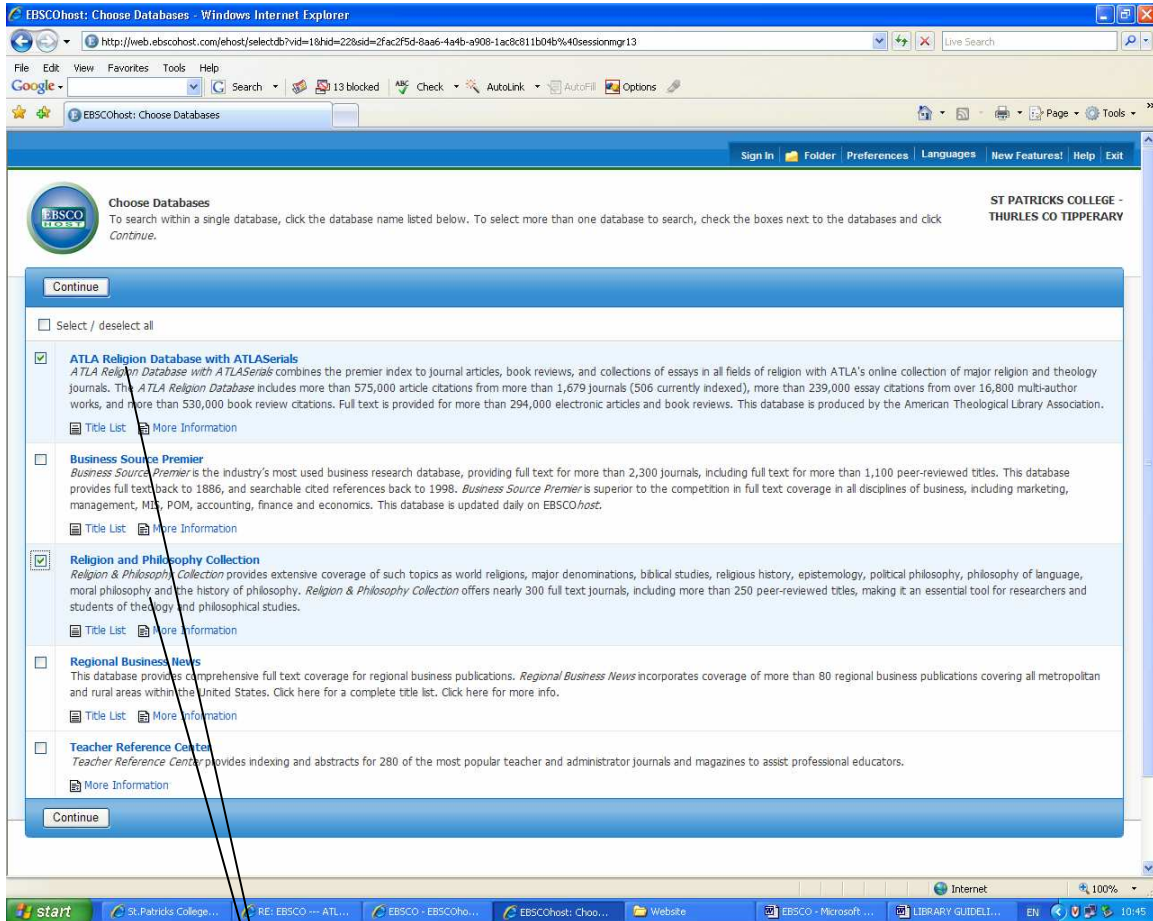 EBSCOhost: Choose Databases - Windows Internet Explorer
http://web.ebscohost.com/ehost/selectdb?vid=1&hid=22&sid=2fac2f5d-8aa6-4a4b-a908-1ac8c811b04b%40sessionmgr13
Live Search
File Edit View Favorites Tools Help
Google Search 13 blocked Check AutoLink AutoFill Options
EBSCOhost: Choose Databases Page Tools
Sign In Folder Preferences Languages New Features! Help Exit
EBSCO
HOST
Choose Databases
To search within a single database, click the database name listed below. To select more than one database to search, check the boxes next to the databases and click
Continue.
ST PATRICKS COLLEGE -
THURLES CO TIPPERARY
Continue
Select / deselect all
ATLA Religion Database with ATLASerials
ATLA Religion Database with ATLASerials combines the premier index to journal articles, book reviews, and collections of essays in all fields of religion with ATLA's online collection of major religion and theology
journals. The ATLA Religion Database includes more than 575,000 article citations from more than 1,679 journals (506 currently indexed), more than 239,000 essay citations from over 16,800 multi-author
works, and more than 530,000 book review citations. Full text is provided for more than 294,000 electronic articles and book reviews. This database is produced by the American Theological Library Association.
Title List More Information
Business Source Premier
Business Source Premier is the industry's most used business research database, providing full text for more than 2,300 journals, including full text for more than 1,100 peer-reviewed titles. This database
provides full text back to 1886, and searchable cited references back to 1998. Business Source Premier is superior to the competition in full text coverage in all disciplines of business, including marketing,
management, MIS, POM, accounting, finance and economics. This database is updated daily on EBSCOhost.
Title List More Information
Religion and Philosophy Collection
Religion & Philosophy Collection provides extensive coverage of such topics as world religions, major denominations, biblical studies, religious history, epistemology, political philosophy, philosophy of language,
moral philosophy and the history of philosophy. Religion & Philosophy Collection offers nearly 300 full text journals, including more than 250 peer-reviewed titles, making it an essential tool for researchers and
students of theology and philosophical studies.
Title List More Information
Regional Business News
This database provides comprehensive full text coverage for regional business publications. Regional Business News incorporates coverage of more than 80 regional business publications covering all metropolitan
and rural areas within the United States. Click here for a complete title list. Click here for more info.
Title List More Information
Teacher Reference Center
Teacher Reference Center provides indexing and abstracts for 280 of the most popular teacher and administrator journals and magazines to assist professional educators.
More Information
Continue
Internet 100%
start St.Patricks College... RE: EBSCO --- ATL... EBSCO - EBSCOho... EBSCOhost: Choo... Website EBSCO - Microsoft ... LIBRARY GUIDELI... EN 10:45